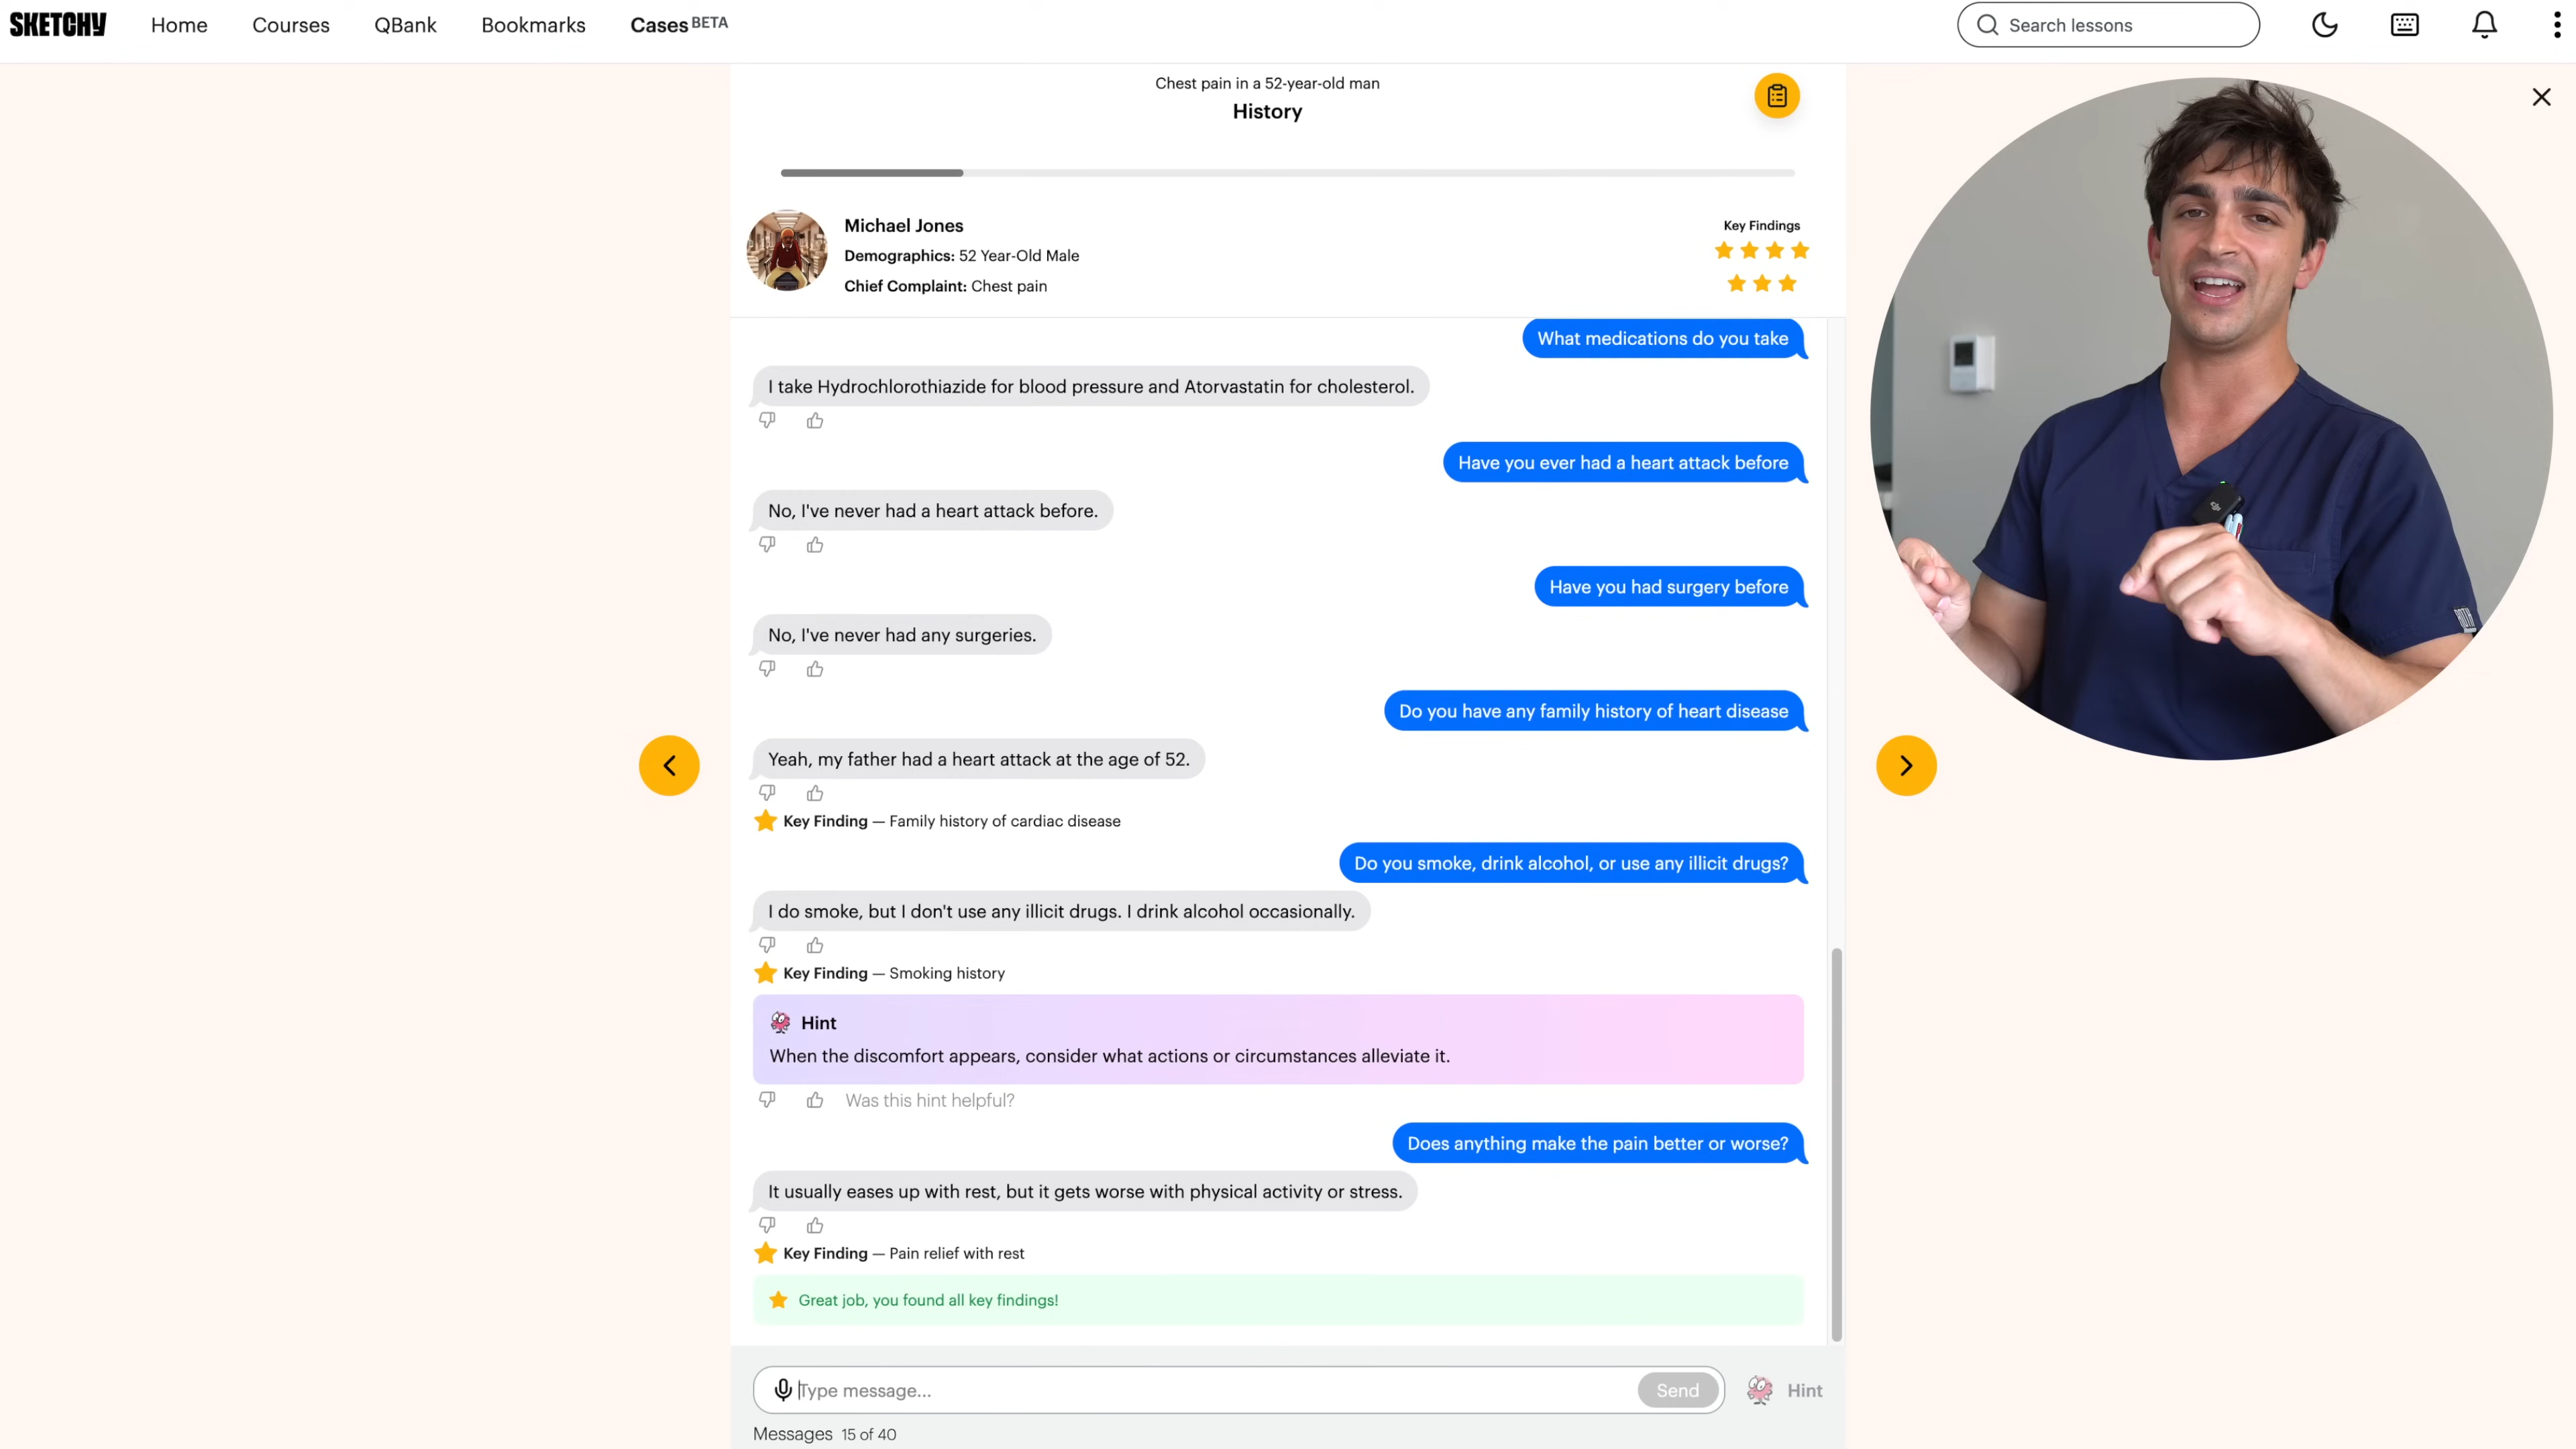 SKETCHY
Home
Courses
QBank
Bookmarks
Cases BETA
Search lessons
Chest pain in a 52-year-old man
History
Michael Jones
Demographics: 52 Year-Old Male
Chief Complaint: Chest pain
Key Findings
What medications do you take
I take Hydrochlorothiazide for blood pressure and Atorvastatin for cholesterol.
Have you ever had a heart attack before
No, I've never had a heart attack before.
Have you had surgery before
No, I've never had any surgeries.
Do you have any family history of heart disease
Yeah, my father had a heart attack at the age of 52.
Key Finding — Family history of cardiac disease
Do you smoke, drink alcohol, or use any illicit drugs?
I do smoke, but I don't use any illicit drugs. I drink alcohol occasionally.
Key Finding — Smoking history
Hint
When the discomfort appears, consider what actions or circumstances alleviate it.
Was this hint helpful?
Does anything make the pain better or worse?
It usually eases up with rest, but it gets worse with physical activity or stress.
Key Finding — Pain relief with rest
Great job, you found all key findings!
Type message...
Send
Hint
Messages 15 of 40